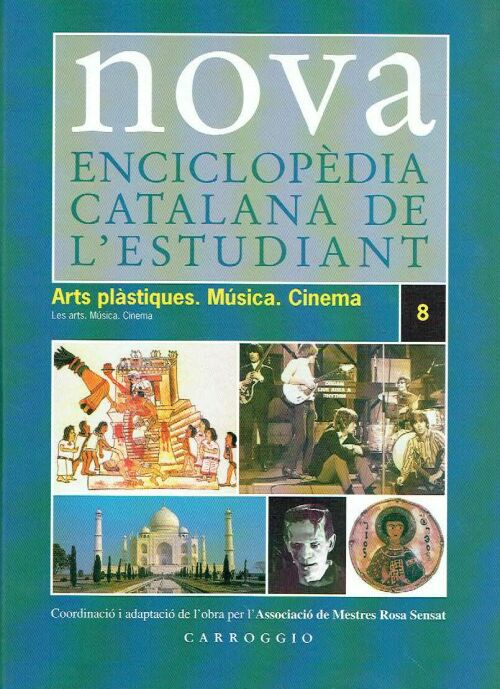 nova
ENCICLOPÈDIA
CATALANA DE
L'ESTUDIANT
Arts plàstiques. Música. Cinema
Les arts. Música. Cinema
8
Coordinació i adaptació de l'obra per l'Associació de Mestres Rosa Sensat
CARROGGIO